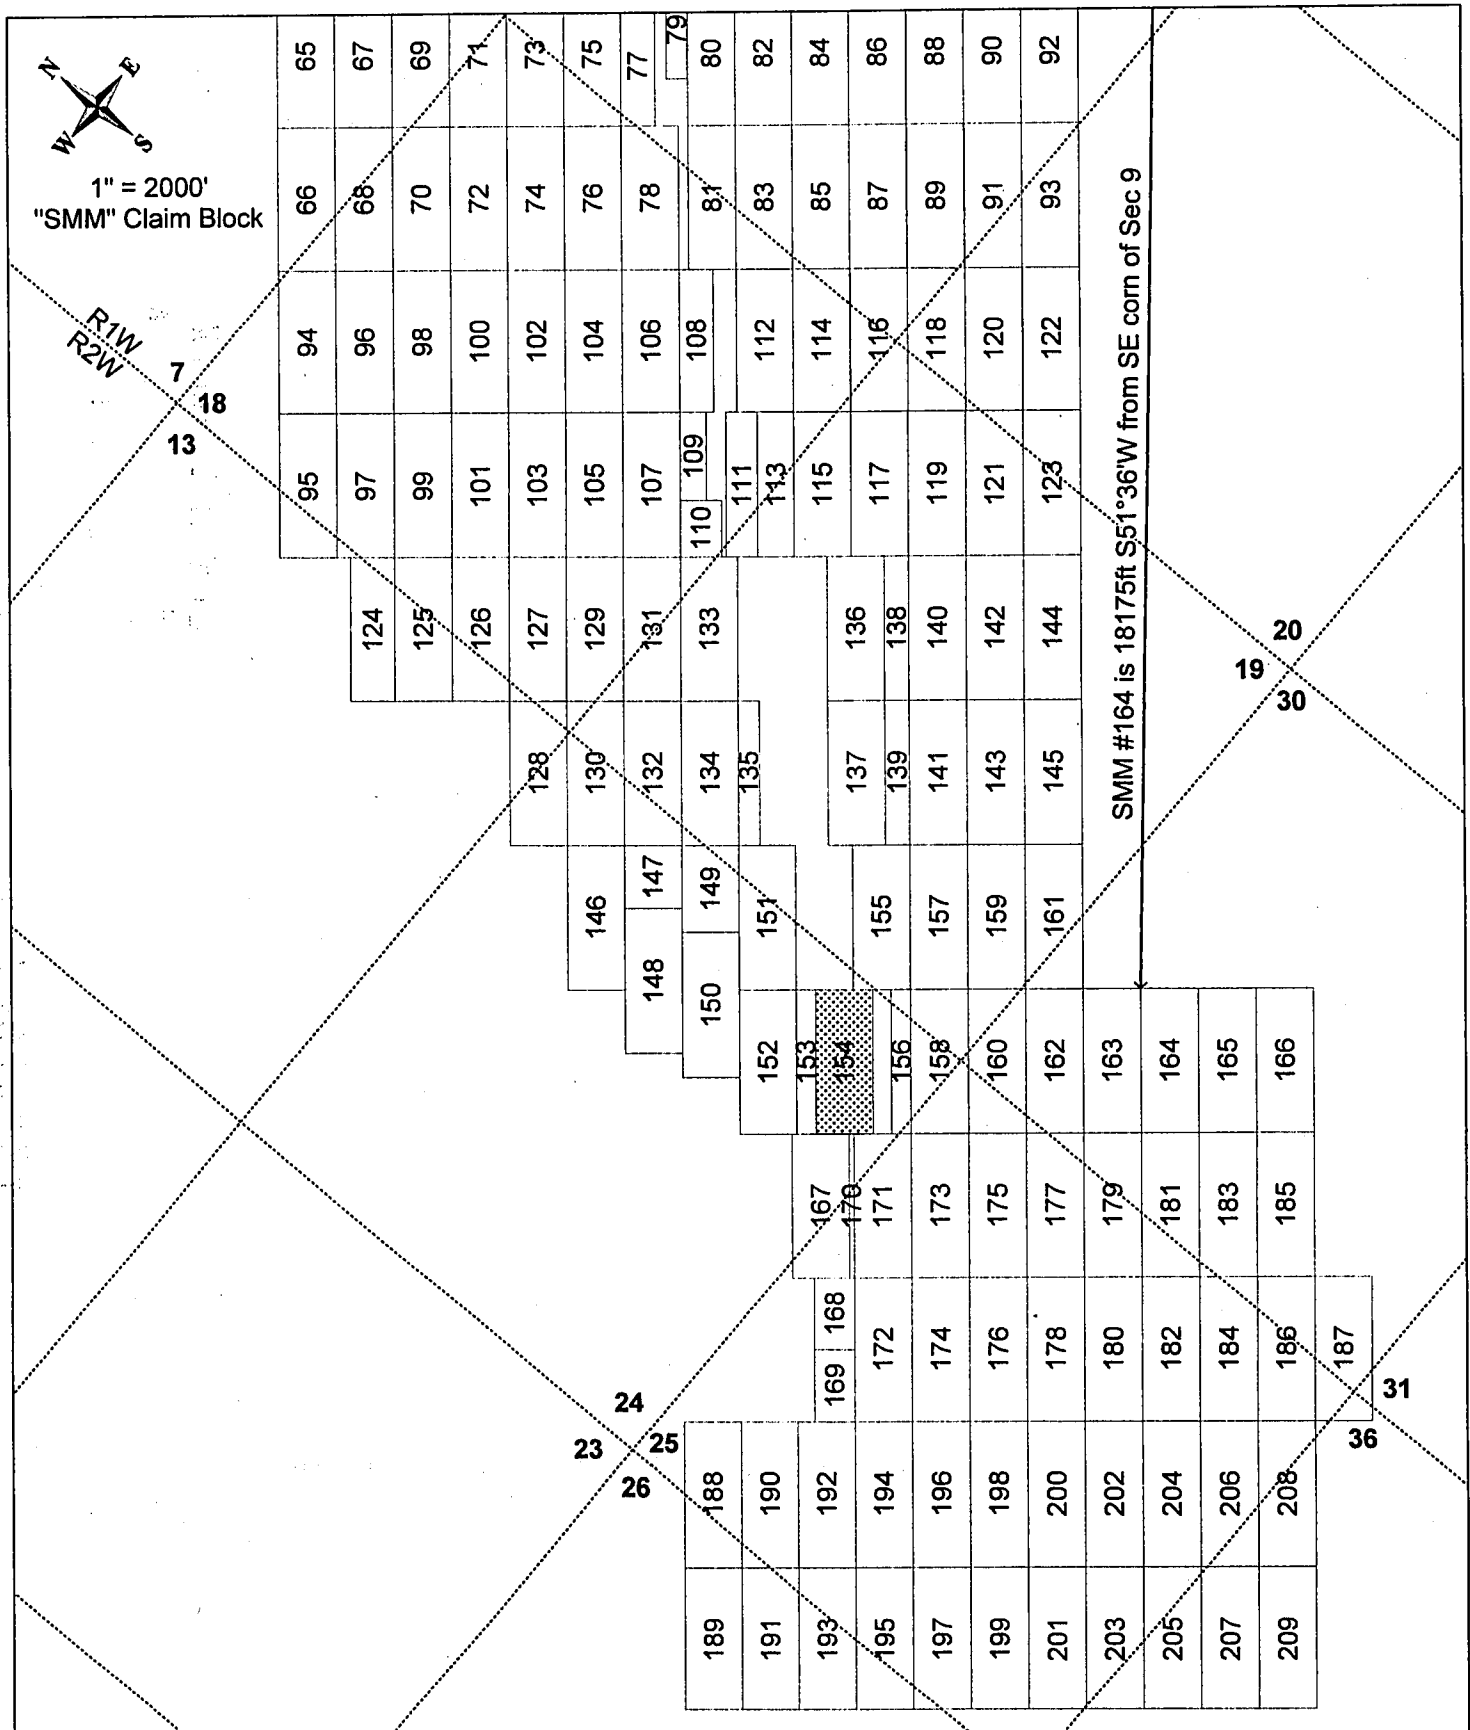 N E
W S
1" = 2000'
"SMM" Claim Block
65 67 69 71 73 75 77 79 80 82 84 86 88 90 92
66 68 70 72 74 76 78 81 83 85 87 89 91 93
R1W
R2W
7
18
13
94 96 98 100 102 104 106 108 112 114 116 118 120 122
95 97 99 101 103 105 107 109 110 111 113 115 117 119 121 123
124 125 126 127 129 131 133 136 138 140 142 144
128 130 132 134 135 137 139 141 143 145
SMM #164 is 18175ft S51°36"W from SE corn of Sec 9
20
19
30
146 147 149 151 155 157 159 161
148 150
152 153 154 156 158 160 162 163 164 165 166
167 170 171 173 175 177 179 181 183 185
168 169 172 174 176 178 180 182 184 186 187
31
36
24
23 25
26
188 190 192 194 196 198 200 202 204 206 208
189 191 193 195 197 199 201 203 205 207 209